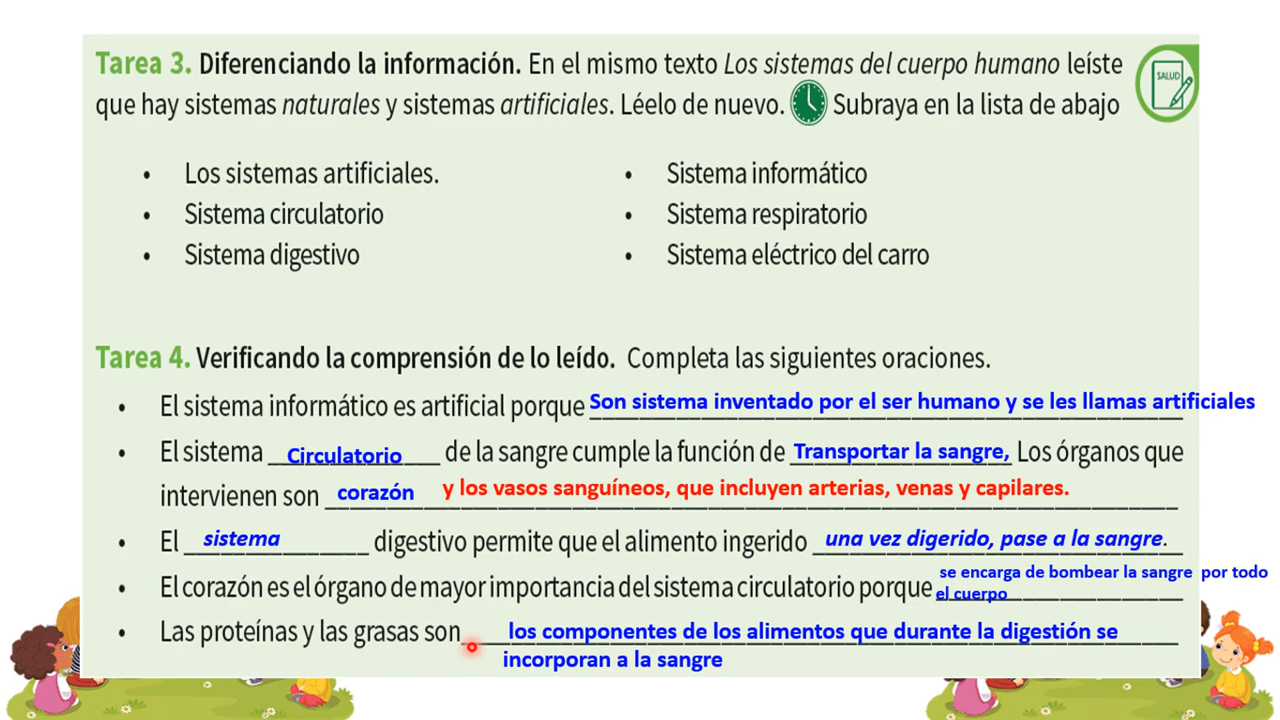 Tarea 3. Diferenciando la información. En el mismo texto Los sistemas del cuerpo humano leíste
que hay sistemas naturales y sistemas artificiales. Léelo de nuevo. Subraya en la lista de abajo
SALUD
• Los sistemas artificiales.
• Sistema circulatorio
• Sistema digestivo
• Sistema informático
• Sistema respiratorio
• Sistema eléctrico del carro
Tarea 4. Verificando la comprensión de lo leído. Completa las siguientes oraciones.
• El sistema informático es artificial porque Son sistema inventado por el ser humano y se les llamas artificiales
• El sistema Circulatorio de la sangre cumple la función de Transportar la sangre, Los órganos que
intervienen son corazón y los vasos sanguíneos, que incluyen arterias, venas y capilares.
• El sistema digestivo permite que el alimento ingerido una vez digerido, pase a la sangre.
• El corazón es el órgano de mayor importancia del sistema circulatorio porque se encarga de bombear la sangre por todo
el cuerpo
• Las proteínas y las grasas son los componentes de los alimentos que durante la digestión se
incorporan a la sangre